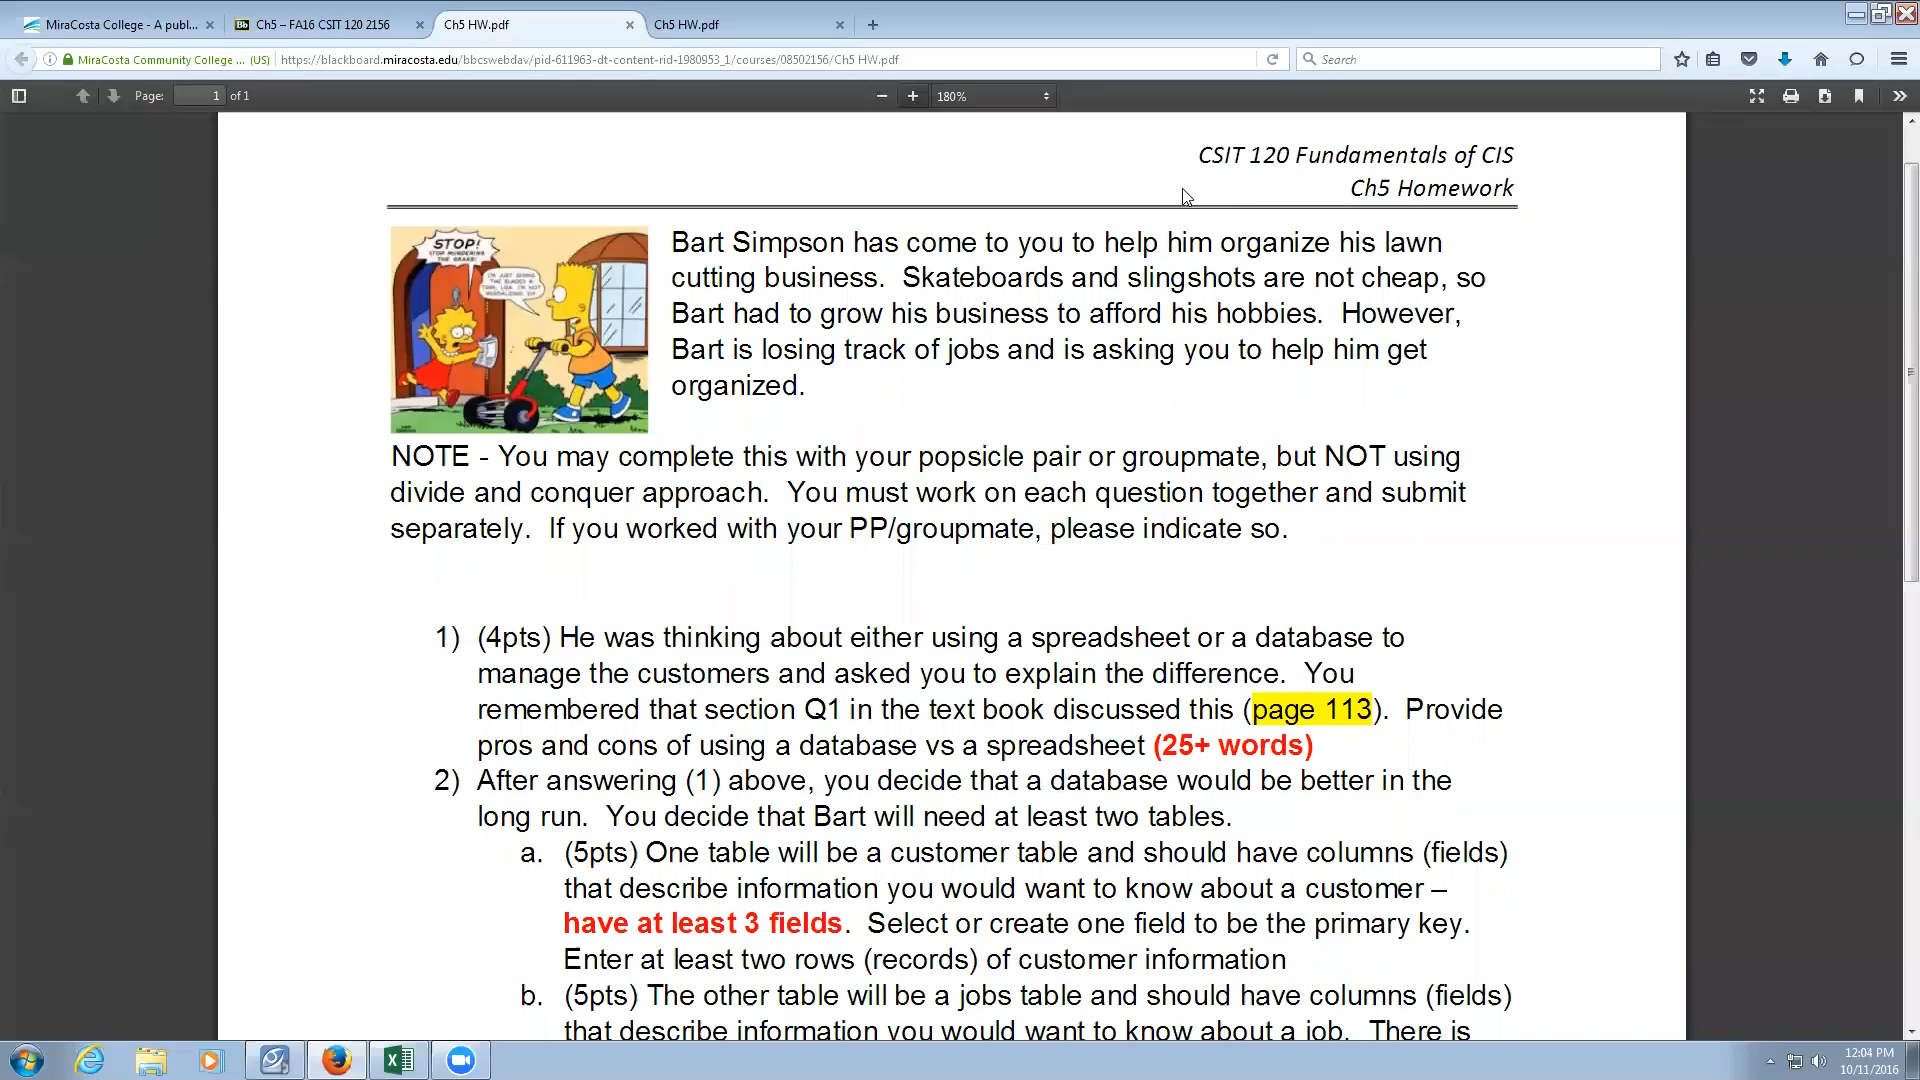 MiraCosta College - A publ...
Ch5 – FA16 CSIT 120 2156
Ch5 HW.pdf
Ch5 HW.pdf
MiraCosta Community College ... (US)
https://blackboard.miracosta.edu/bbcswebdav/pid-611963-dt-content-rid-1980953_1/courses/08502156/Ch5 HW.pdf
Search
Page: 1 of 1
180%
CSIT 120 Fundamentals of CIS
Ch5 Homework
STOP!
STOP MURDERING
THE GRASS!
Bart Simpson has come to you to help him organize his lawn
cutting business. Skateboards and slingshots are not cheap, so
Bart had to grow his business to afford his hobbies. However,
Bart is losing track of jobs and is asking you to help him get
organized.
NOTE - You may complete this with your popsicle pair or groupmate, but NOT using
divide and conquer approach. You must work on each question together and submit
separately. If you worked with your PP/groupmate, please indicate so.
1) (4pts) He was thinking about either using a spreadsheet or a database to
manage the customers and asked you to explain the difference. You
remembered that section Q1 in the text book discussed this (page 113). Provide
pros and cons of using a database vs a spreadsheet (25+ words)
2) After answering (1) above, you decide that a database would be better in the
long run. You decide that Bart will need at least two tables.
a. (5pts) One table will be a customer table and should have columns (fields)
that describe information you would want to know about a customer –
have at least 3 fields. Select or create one field to be the primary key.
Enter at least two rows (records) of customer information
b. (5pts) The other table will be a jobs table and should have columns (fields)
that describe information you would want to know about a job. There is
12:04 PM
10/11/2016